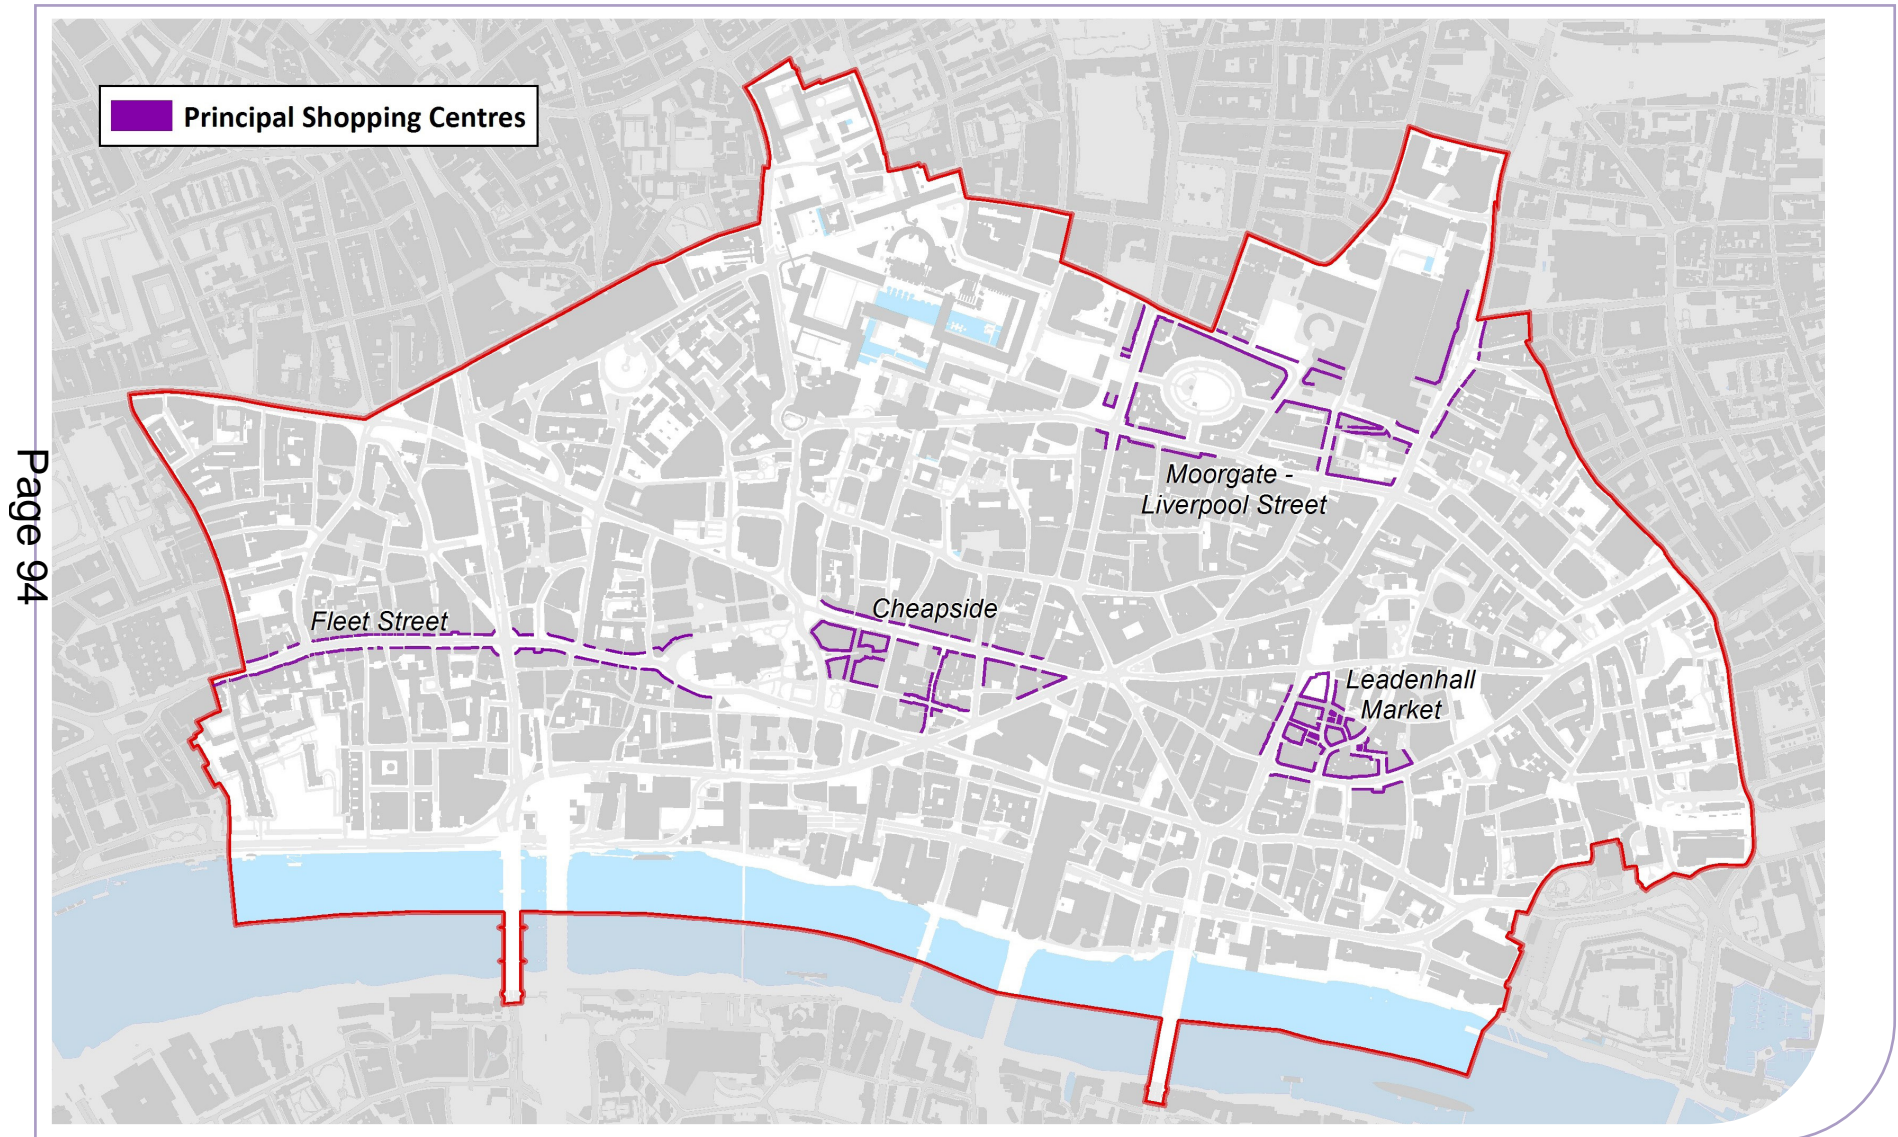 Principal Shopping Centres
Moorgate -
Liverpool Street
Page 94
Fleet Street
Cheapside
Leadenhall
Market